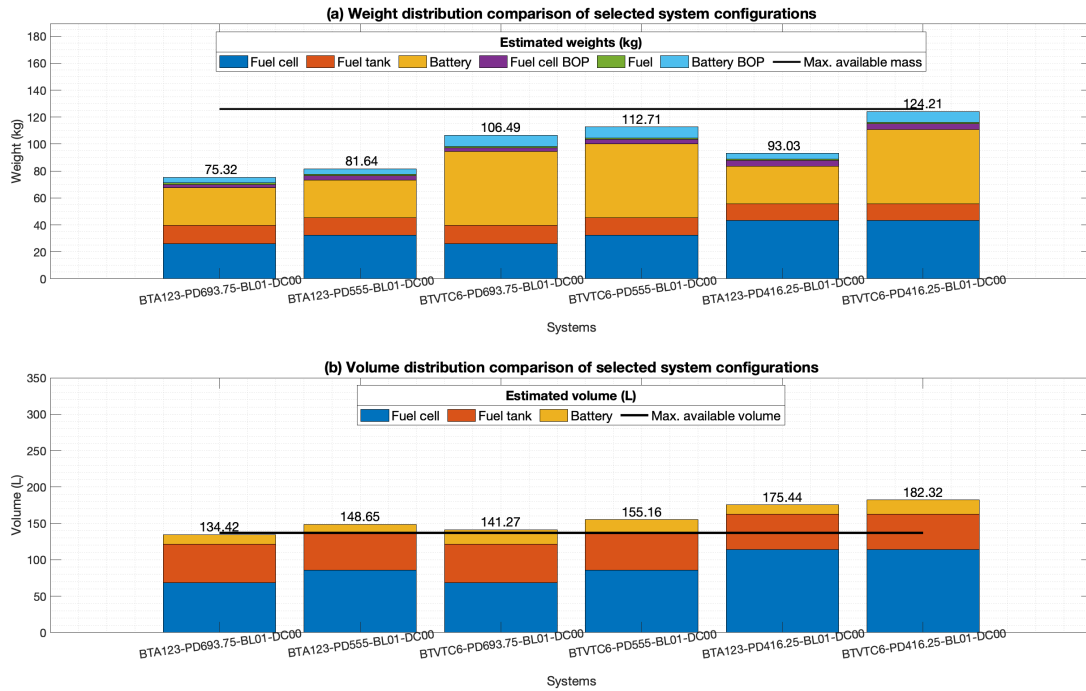 (a) Weight distribution comparison of selected system configurations
Estimated weights (kg)
Fuel cell Fuel tank Battery Fuel cell BOP Fuel Battery BOP Max. available mass
Weight (kg)
180
160
140
120
100
80
60
40
20
0
75.32
81.64
106.49
112.71
93.03
124.21
BTA123-PD693.75-BL01-DC00
BTA123-PD555-BL01-DC00
BTVTC6-PD693.75-BL01-DC00
BTVTC6-PD555-BL01-DC00
BTA123-PD416.25-BL01-DC00
BTVTC6-PD416.25-BL01-DC00
Systems
(b) Volume distribution comparison of selected system configurations
Estimated volume (L)
Fuel cell Fuel tank Battery Max. available volume
Volume (L)
350
300
250
200
150
100
50
0
134.42
148.65
141.27
155.16
175.44
182.32
BTA123-PD693.75-BL01-DC00
BTA123-PD555-BL01-DC00
BTVTC6-PD693.75-BL01-DC00
BTVTC6-PD555-BL01-DC00
BTA123-PD416.25-BL01-DC00
BTVTC6-PD416.25-BL01-DC00
Systems